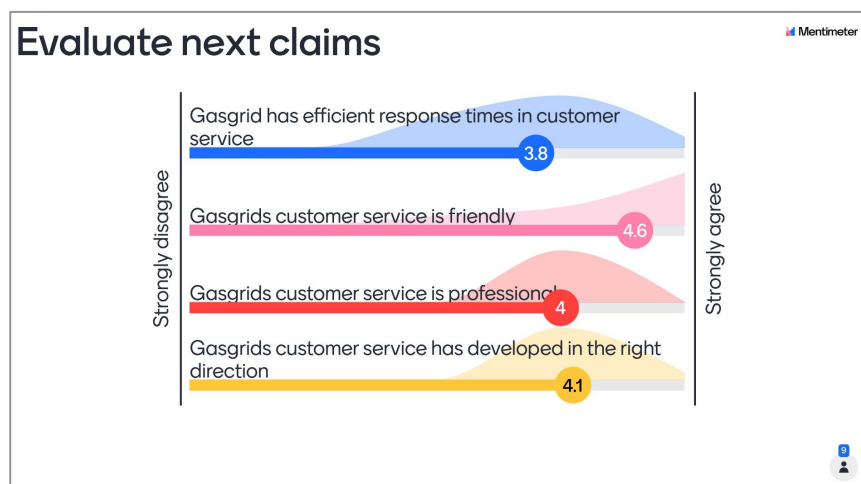 Evaluate next claims
Mentimeter
Strongly disagree
Gasgrid has efficient response times in customer
service
3.8
Gasgrids customer service is friendly
4.6
Gasgrids customer service is professional
4
Gasgrids customer service has developed in the right
direction
4.1
Strongly agree
9